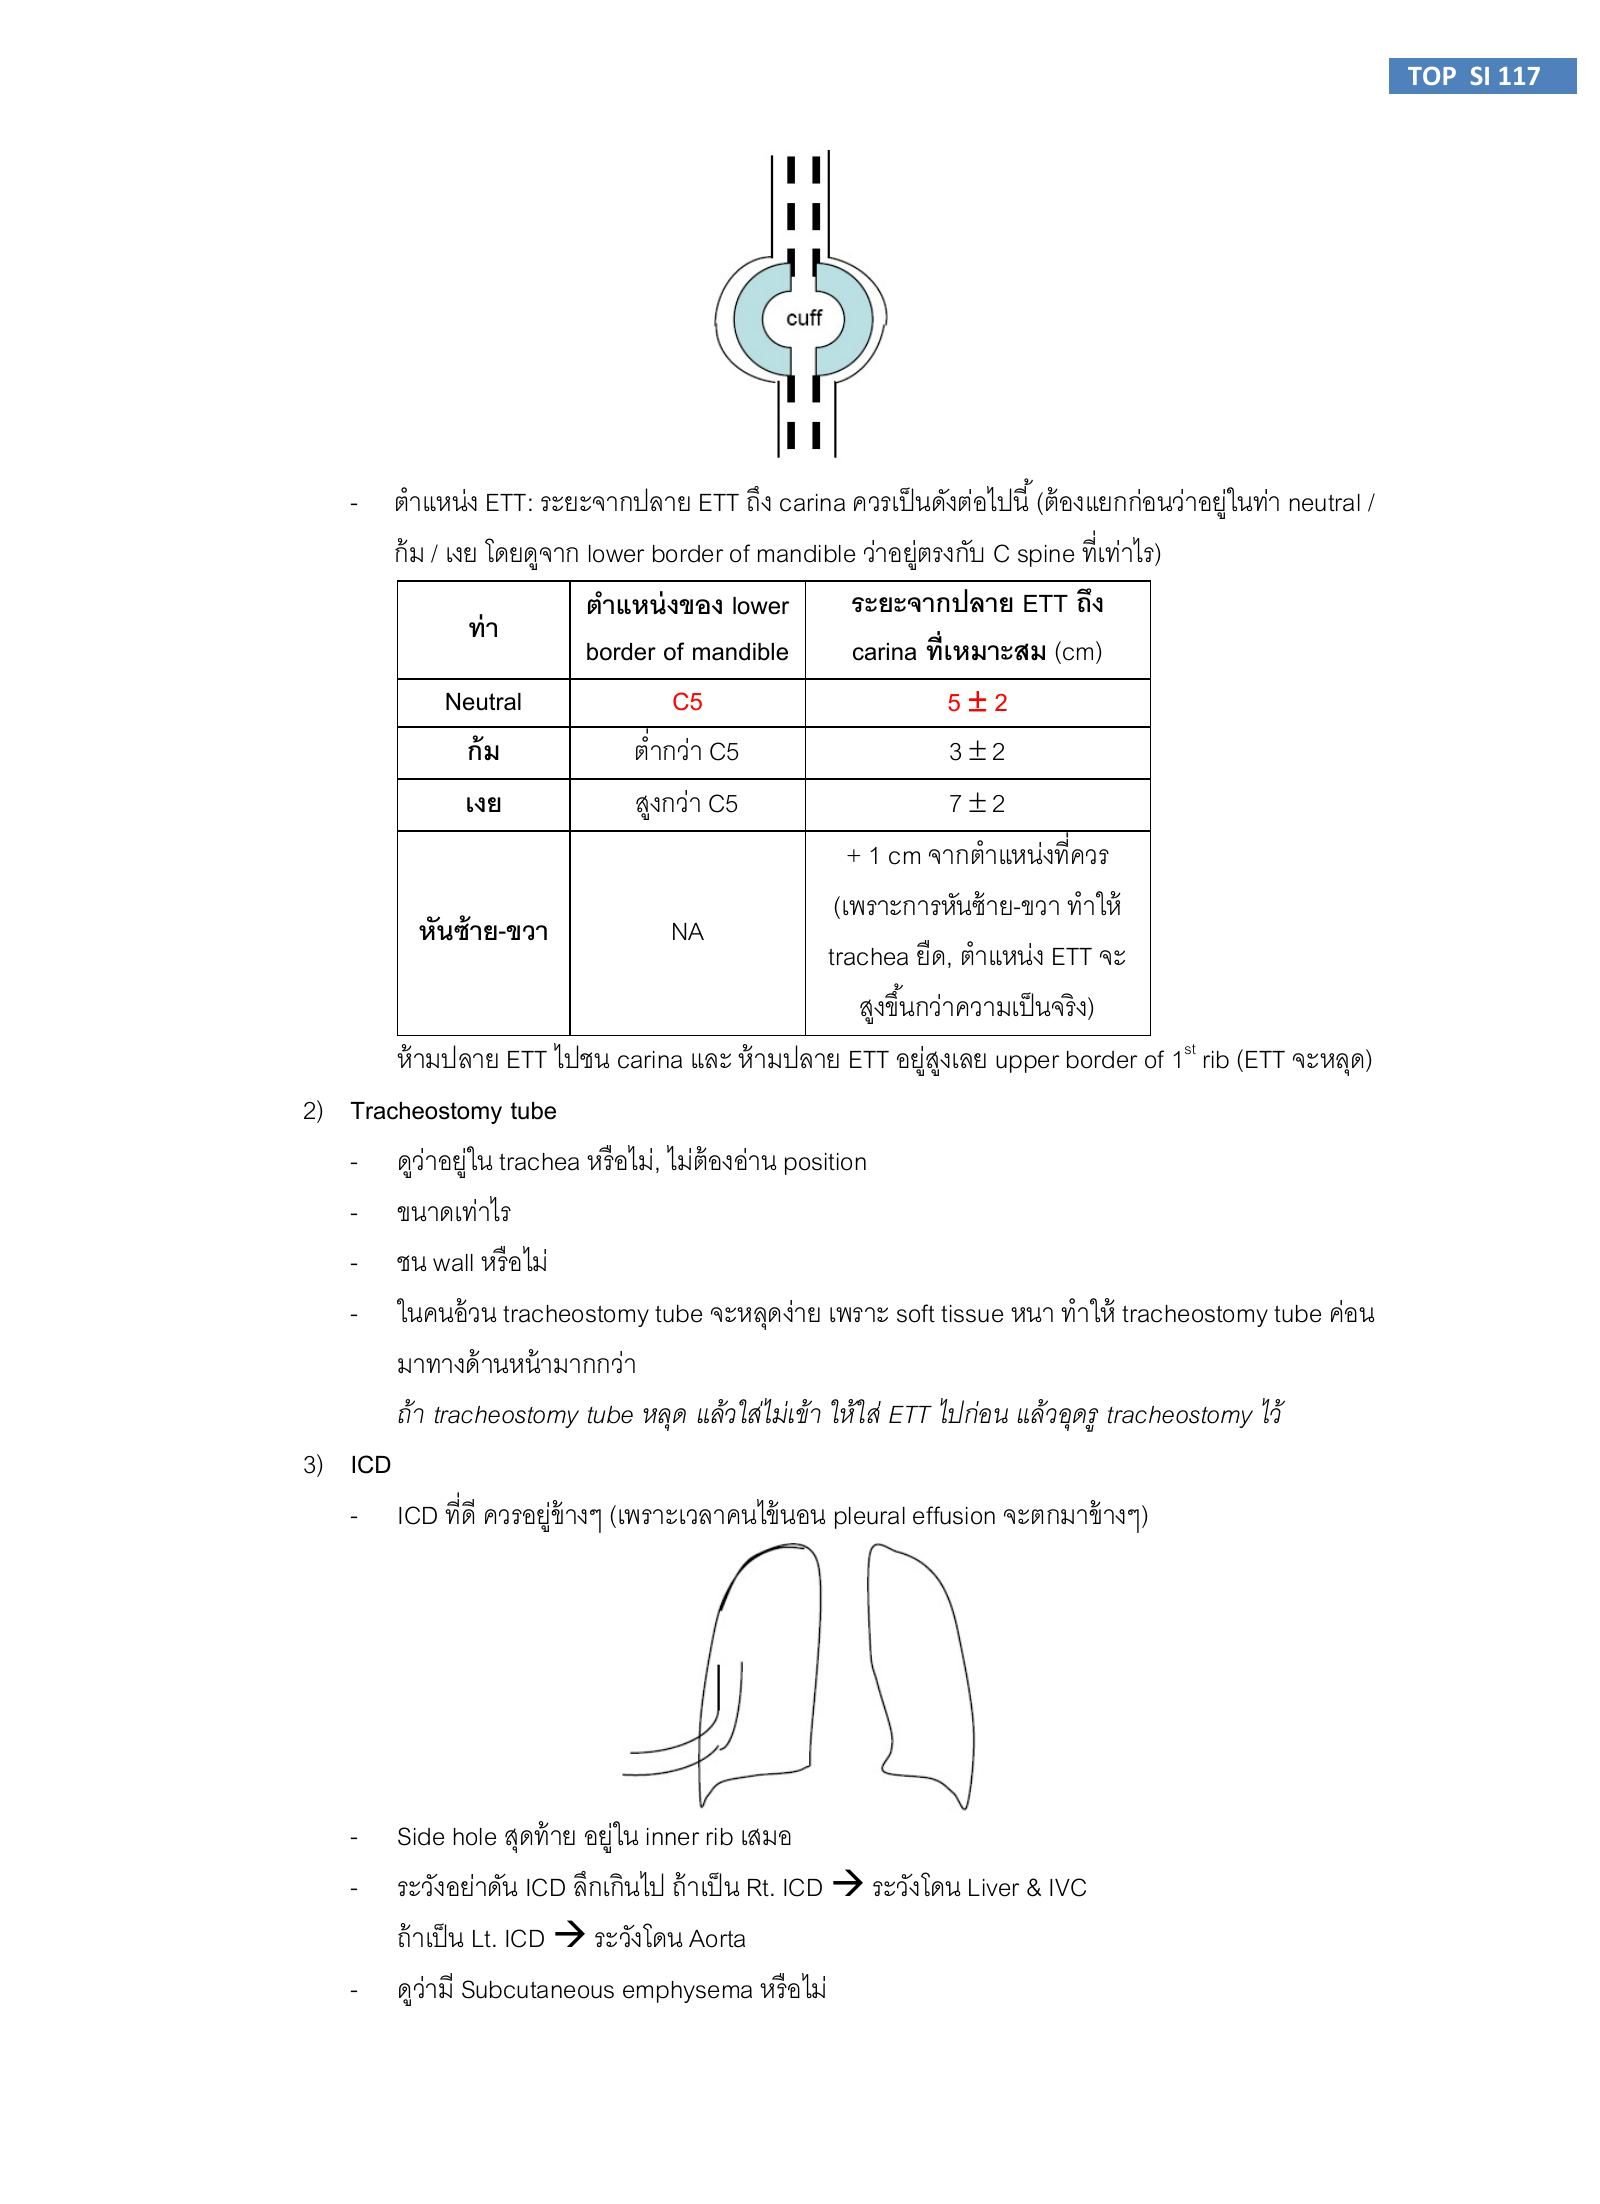 TOP SI 117
cuff
- ตำแหน่ง ETT: ระยะจากปลาย ETT ถึง carina ควรเป็นดังต่อไปนี้ (ต้องแยกก่อนว่าอยู่ในท่า neutral /
ก้ม / เงย โดยดูจาก lower border of mandible ว่าอยู่ตรงกับ C spine ที่เท่าไร)
ท่า
ตำแหน่งของ lower
border of mandible
ระยะจากปลาย ETT ถึง
carina ที่เหมาะสม (cm)
Neutral C5 5 ± 2
ก้ม ต่ำกว่า C5 3 ± 2
เงย สูงกว่า C5 7 ± 2
หันซ้าย-ขวา NA
+ 1 cm จากตำแหน่งที่ควร
(เพราะการหันซ้าย-ขวา ทำให้
trachea ยืด, ตำแหน่ง ETT จะ
สูงขึ้นกว่าความเป็นจริง)
ห้ามปลาย ETT ไปชน carina และ ห้ามปลาย ETT อยู่สูงเลย upper border of 1st rib (ETT จะหลุด)
2) Tracheostomy tube
- ดูว่าอยู่ใน trachea หรือไม่, ไม่ต้องอ่าน position
- ขนาดเท่าไร
- ชน wall หรือไม่
- ในคนอ้วน tracheostomy tube จะหลุดง่าย เพราะ soft tissue หนา ทำให้ tracheostomy tube ค่อน
มาทางด้านหน้ามากกว่า
ถ้า tracheostomy tube หลุด แล้วใส่ไม่เข้า ให้ใส่ ETT ไปก่อน แล้วอุดรู tracheostomy ไว้
3) ICD
- ICD ที่ดี ควรอยู่ข้างๆ (เพราะเวลาคนไข้นอน pleural effusion จะตกมาข้างๆ)
- Side hole สุดท้าย อยู่ใน inner rib เสมอ
- ระวังอย่าดัน ICD ลึกเกินไป ถ้าเป็น Rt. ICD → ระวังโดน Liver & IVC
ถ้าเป็น Lt. ICD → ระวังโดน Aorta
- ดูว่ามี Subcutaneous emphysema หรือไม่